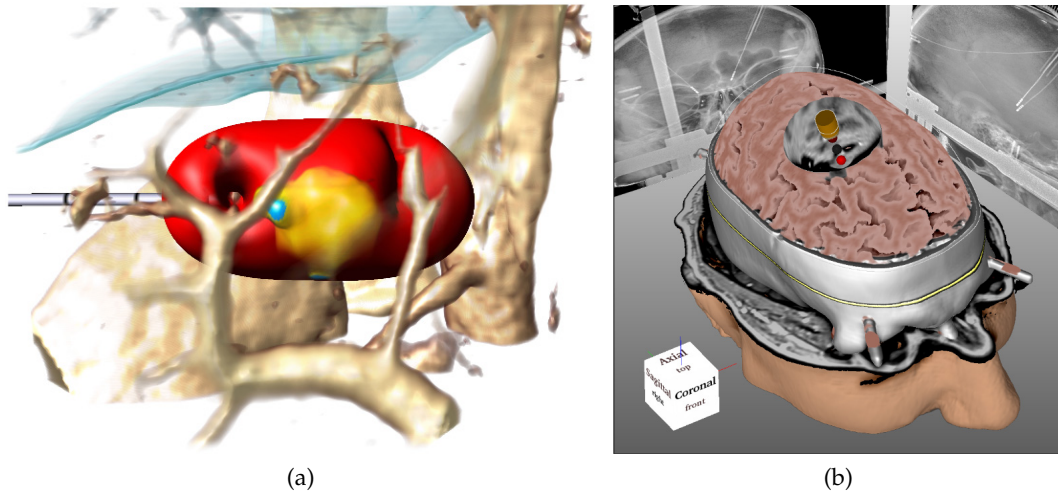 Axial
top
Sagittal
right
Coronal
front
(a)
(b)